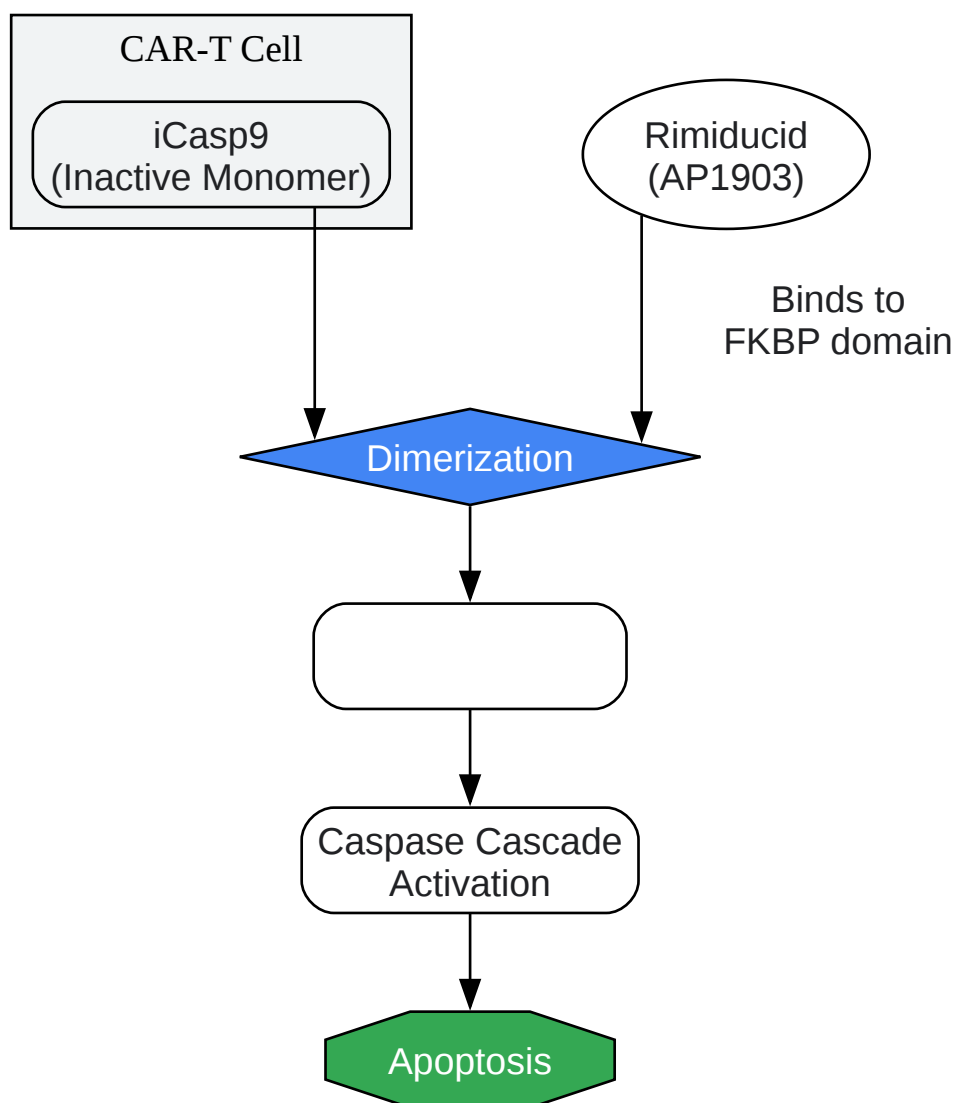 CAR-T Cell
iCasp9
(Inactive Monomer)
Rimiducid
(AP1903)
Binds to
FKBP domain
Dimerization
Caspase Cascade
Activation
Apoptosis